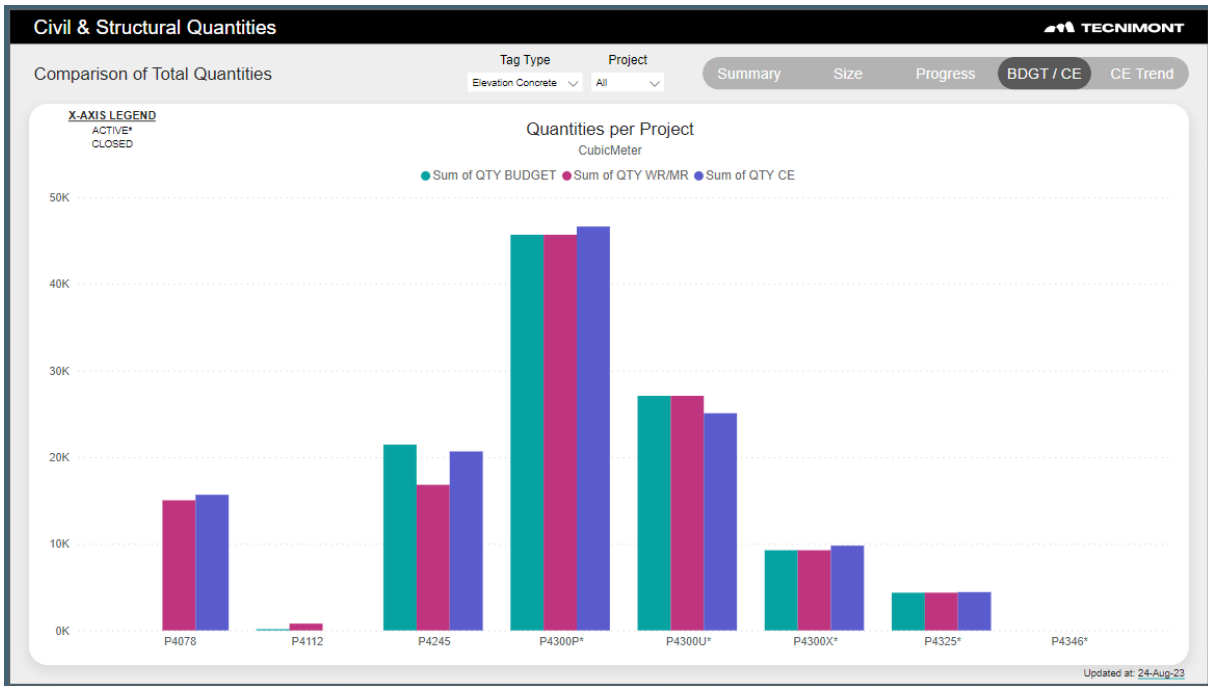 Civil & Structural Quantities
TECNIMONT
Comparison of Total Quantities
Tag Type
Project
Elevation Concrete
All
Summary
Size
Progress
BDGT / CE
CE Trend
X-AXIS LEGEND
ACTIVE*
CLOSED
Quantities per Project
CubicMeter
Sum of QTY BUDGET Sum of QTY WR/MR Sum of QTY CE
50K
40K
30K
20K
10K
0K
P4078 P4112 P4245 P4300P* P4300U* P4300X* P4325* P4346*
Updated at: 24-Aug-23